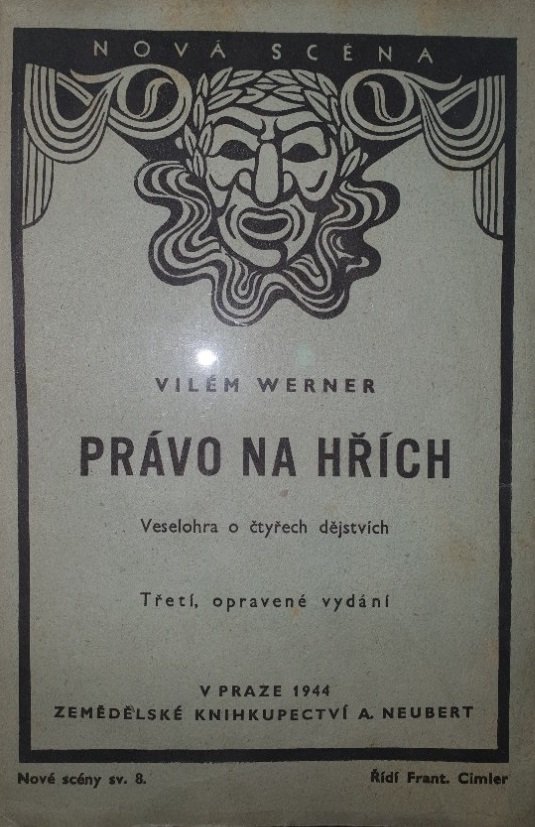 NOVÁ SCÉNA
VILÉM WERNER
PRÁVO NA HŘÍCH
Veselohra o čtyřech dějstvích
Třetí, opravené vydání
V PRAZE 1944
ZEMĚDĚLSKÉ KNIHKUPECTVÍ A. NEUBERT
Nové scény sv. 8.
Řídí Frant. Cimler